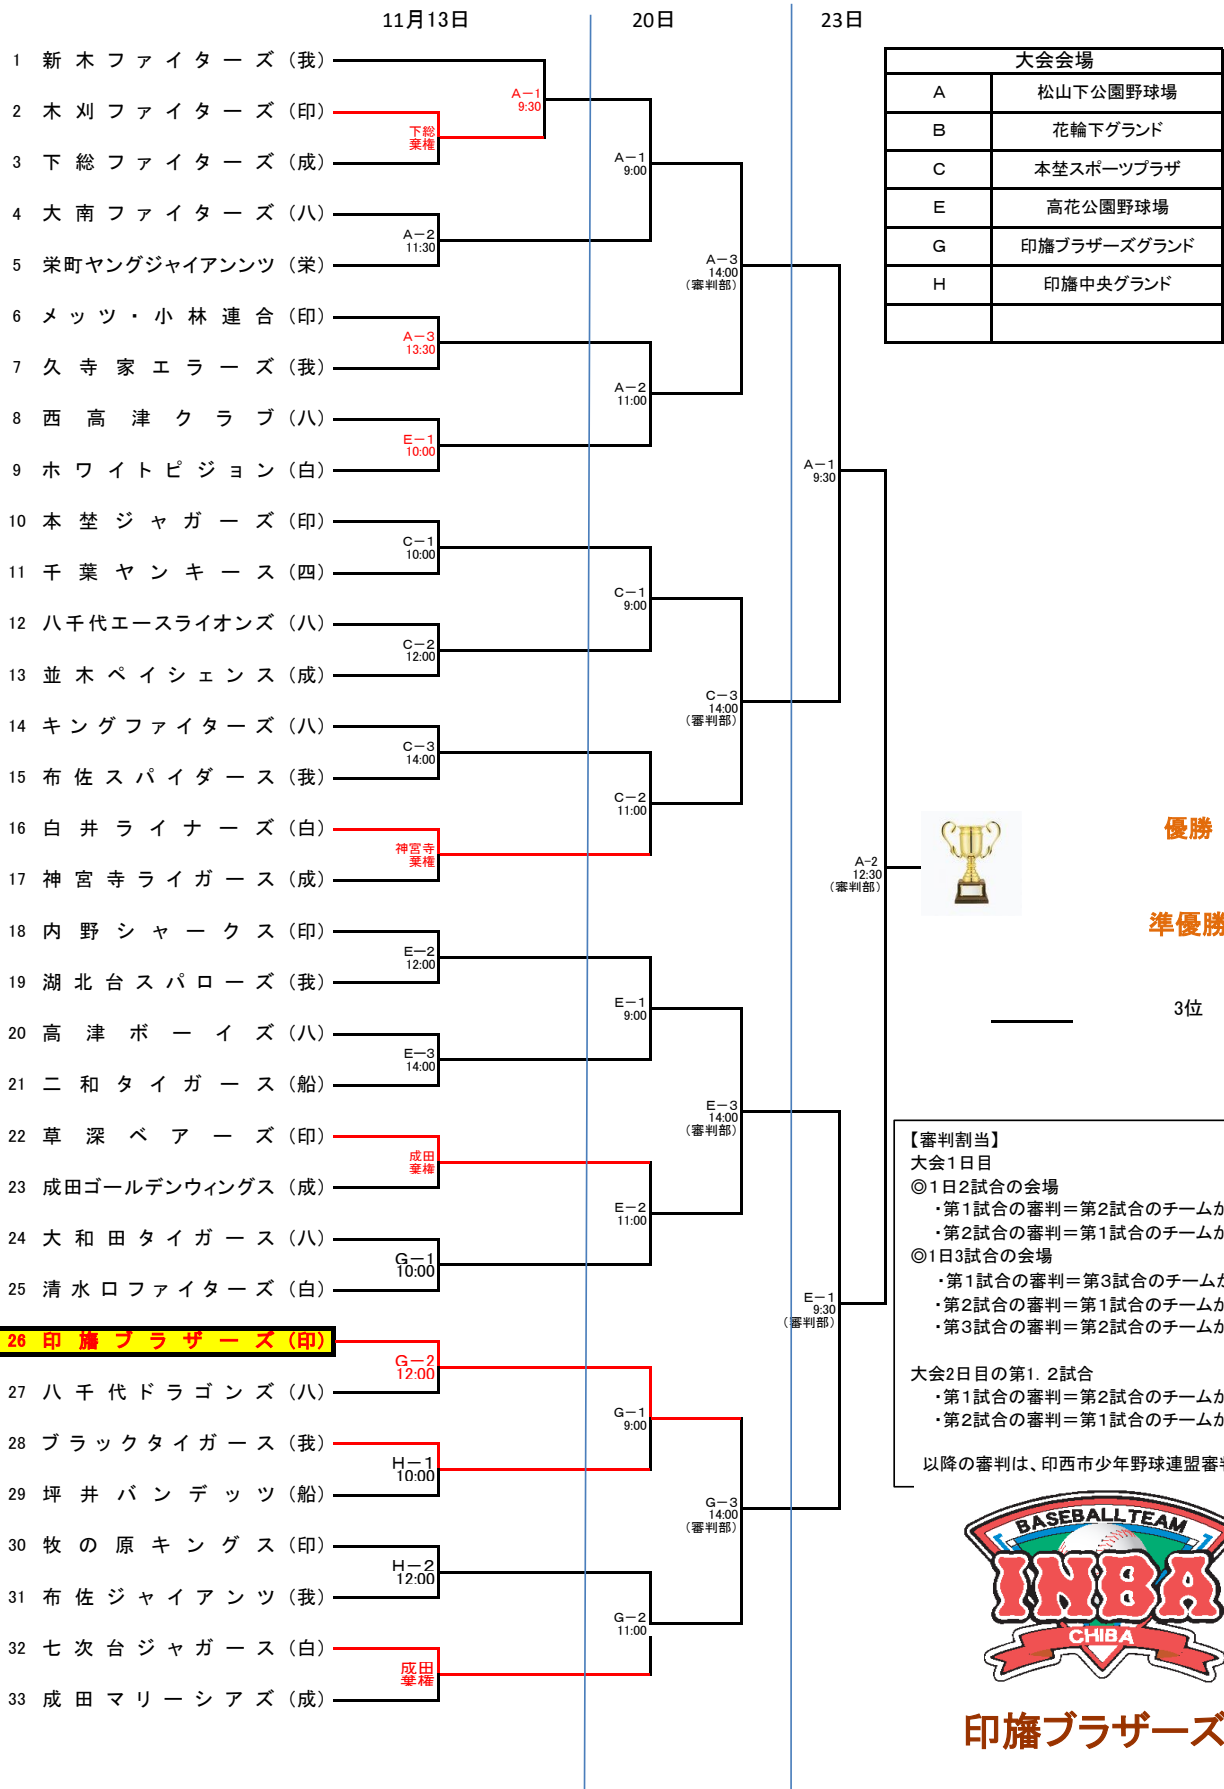 11月13日 20日 23日
1 新木ファイターズ(我)
2 木刈ファイターズ(印)
3 下総ファイターズ(成)
4 大南ファイターズ(八)
5 栄町ヤングジャイアンンツ(栄)
6 メッツ・小林連合(印)
7 久寺家エラーズ(我)
8 西高津クラブ(八)
9 ホワイトピジョン(白)
10 本埜ジャガーズ(印)
11 千葉ヤンキース(四)
12 八千代エースライオンズ(八)
13 並木ペイシェンス(成)
14 キングファイターズ(八)
15 布佐スパイダース(我)
16 白井ライナーズ(白)
17 神宮寺ライガース(成)
18 内野シャークス(印)
19 湖北台スパローズ(我)
20 高津ボーイズ(八)
21 二和タイガース(船)
22 草深ベアーズ(印)
23 成田ゴールデンウィングス(成)
24 大和田タイガース(八)
25 清水口ファイターズ(白)
26 印旛ブラザーズ(印)
27 八千代ドラゴンズ(八)
28 ブラックタイガース(我)
29 坪井バンデッツ(船)
30 牧の原キングス(印)
31 布佐ジャイアンツ(我)
32 七次台ジャガース(白)
33 成田マリーシアズ(成)
A－1
9:30
下総
棄権
A－2
11:30
A－3
13:30
E－1
10:00
C－1
10:00
C－2
12:00
C－3
14:00
神宮寺
棄権
E－2
12:00
E－3
14:00
成田
棄権
G－1
10:00
G－2
12:00
H－1
10:00
H－2
12:00
成田
棄権
A－1
9:00
A－2
11:00
C－1
9:00
C－2
11:00
E－1
9:00
E－2
11:00
G－1
9:00
G－2
11:00
A－3
14:00
(審判部)
C－3
14:00
(審判部)
E－3
14:00
(審判部)
G－3
14:00
(審判部)
A－1
9:30
E－1
9:30
(審判部)
A-2
12:30
(審判部)
大会会場
A 松山下公園野球場
B 花輪下グランド
C 本埜スポーツプラザ
E 高花公園野球場
G 印旛ブラザーズグランド
H 印旛中央グランド
優勝
準優勝
3位
【審判割当】
大会1日目
◎1日2試合の会場
・第1試合の審判＝第2試合のチームか
・第2試合の審判＝第1試合のチームか
◎1日3試合の会場
・第1試合の審判＝第3試合のチームか
・第2試合の審判＝第1試合のチームか
・第3試合の審判＝第2試合のチームか
大会2日目の第1．2試合
・第1試合の審判＝第2試合のチームか
・第2試合の審判＝第1試合のチームか
以降の審判は、印西市少年野球連盟審判
BASEBALL TEAM
INBA
CHIBA
印旛ブラザーズ